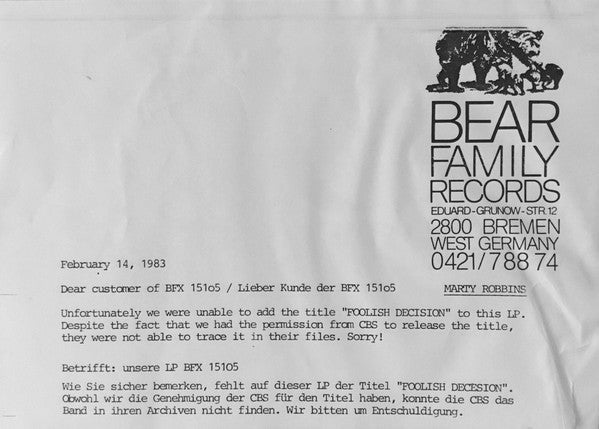 BEAR
FAMILY
RECORDS
EDUARD-GRUNOW-STR. 12
2800 BREMEN
WEST GERMANY
0421/7 88 74
February 14, 1983
Dear customer of BFX 151o5 / Lieber Kunde der BFX 151o5 MARTY ROBBINS
Unfortunately we were unable to add the title "FOOLISH DECISION" to this LP.
Despite the fact that we had the permission from CBS to release the title,
they were not able to trace it in their files. Sorry!
Betrifft: unsere LP BFX 15105
Wie Sie sicher bemerken, fehlt auf dieser LP der Titel "FOOLISH DECESION".
Obwohl wir die Genehmigung der CBS für den Titel haben, konnte die CBS das
Band in ihren Archiven nicht finden. Wir bitten um Entschuldigung.